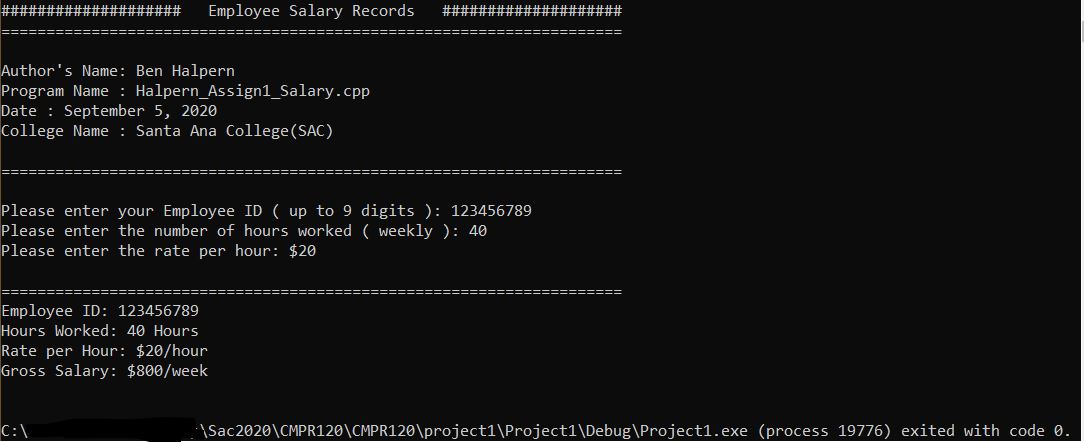 ####################   Employee Salary Records   ####################
=====================================================================
Author's Name: Ben Halpern
Program Name : Halpern_Assign1_Salary.cpp
Date : September 5, 2020
College Name : Santa Ana College(SAC)
=====================================================================
Please enter your Employee ID ( up to 9 digits ): 123456789
Please enter the number of hours worked ( weekly ): 40
Please enter the rate per hour: $20
=====================================================================
Employee ID: 123456789
Hours Worked: 40 Hours
Rate per Hour: $20/hour
Gross Salary: $800/week
C:\ \Sac2020\CMPR120\CMPR120\project1\Project1\Debug\Project1.exe (process 19776) exited with code 0.